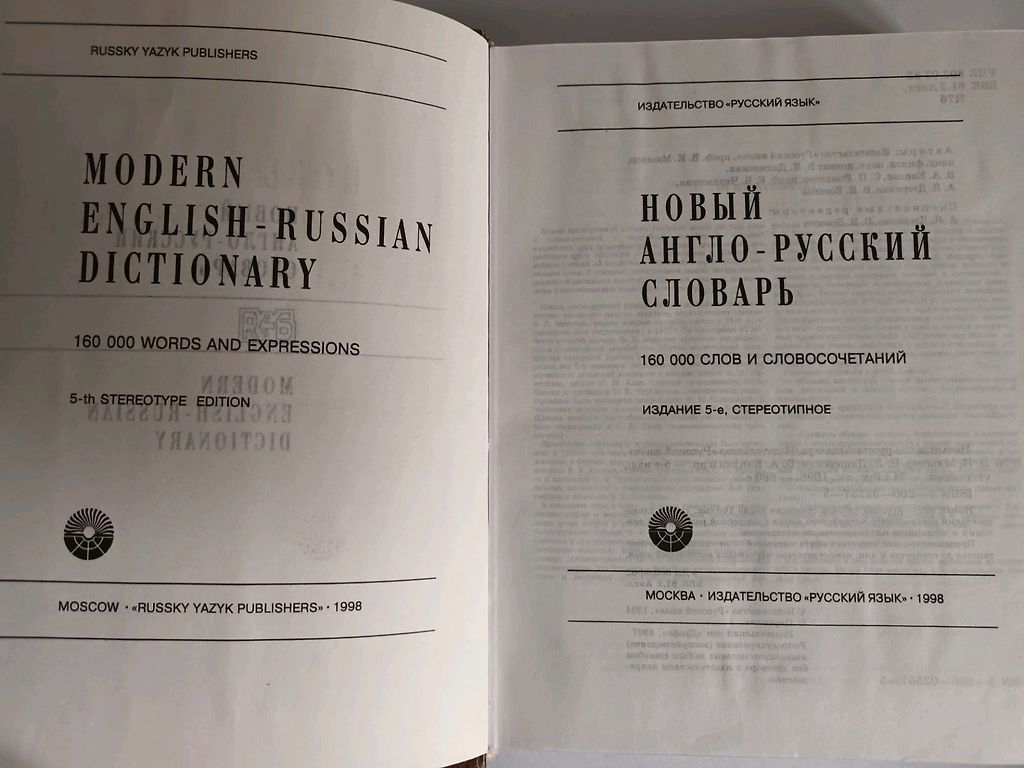 RUSSKY YAZYK PUBLISHERS
MODERN
ENGLISH-RUSSIAN
DICTIONARY
160 000 WORDS AND EXPRESSIONS
5-th STEREOTYPE EDITION
MOSCOW · «RUSSKY YAZYK PUBLISHERS» · 1998
ИЗДАТЕЛЬСТВО «РУССКИЙ ЯЗЫК»
НОВЫЙ
АНГЛО-РУССКИЙ
СЛОВАРЬ
160 000 СЛОВ И СЛОВОСОЧЕТАНИЙ
ИЗДАНИЕ 5-е, СТЕРЕОТИПНОЕ
МОСКВА · ИЗДАТЕЛЬСТВО «РУССКИЙ ЯЗЫК» · 1998